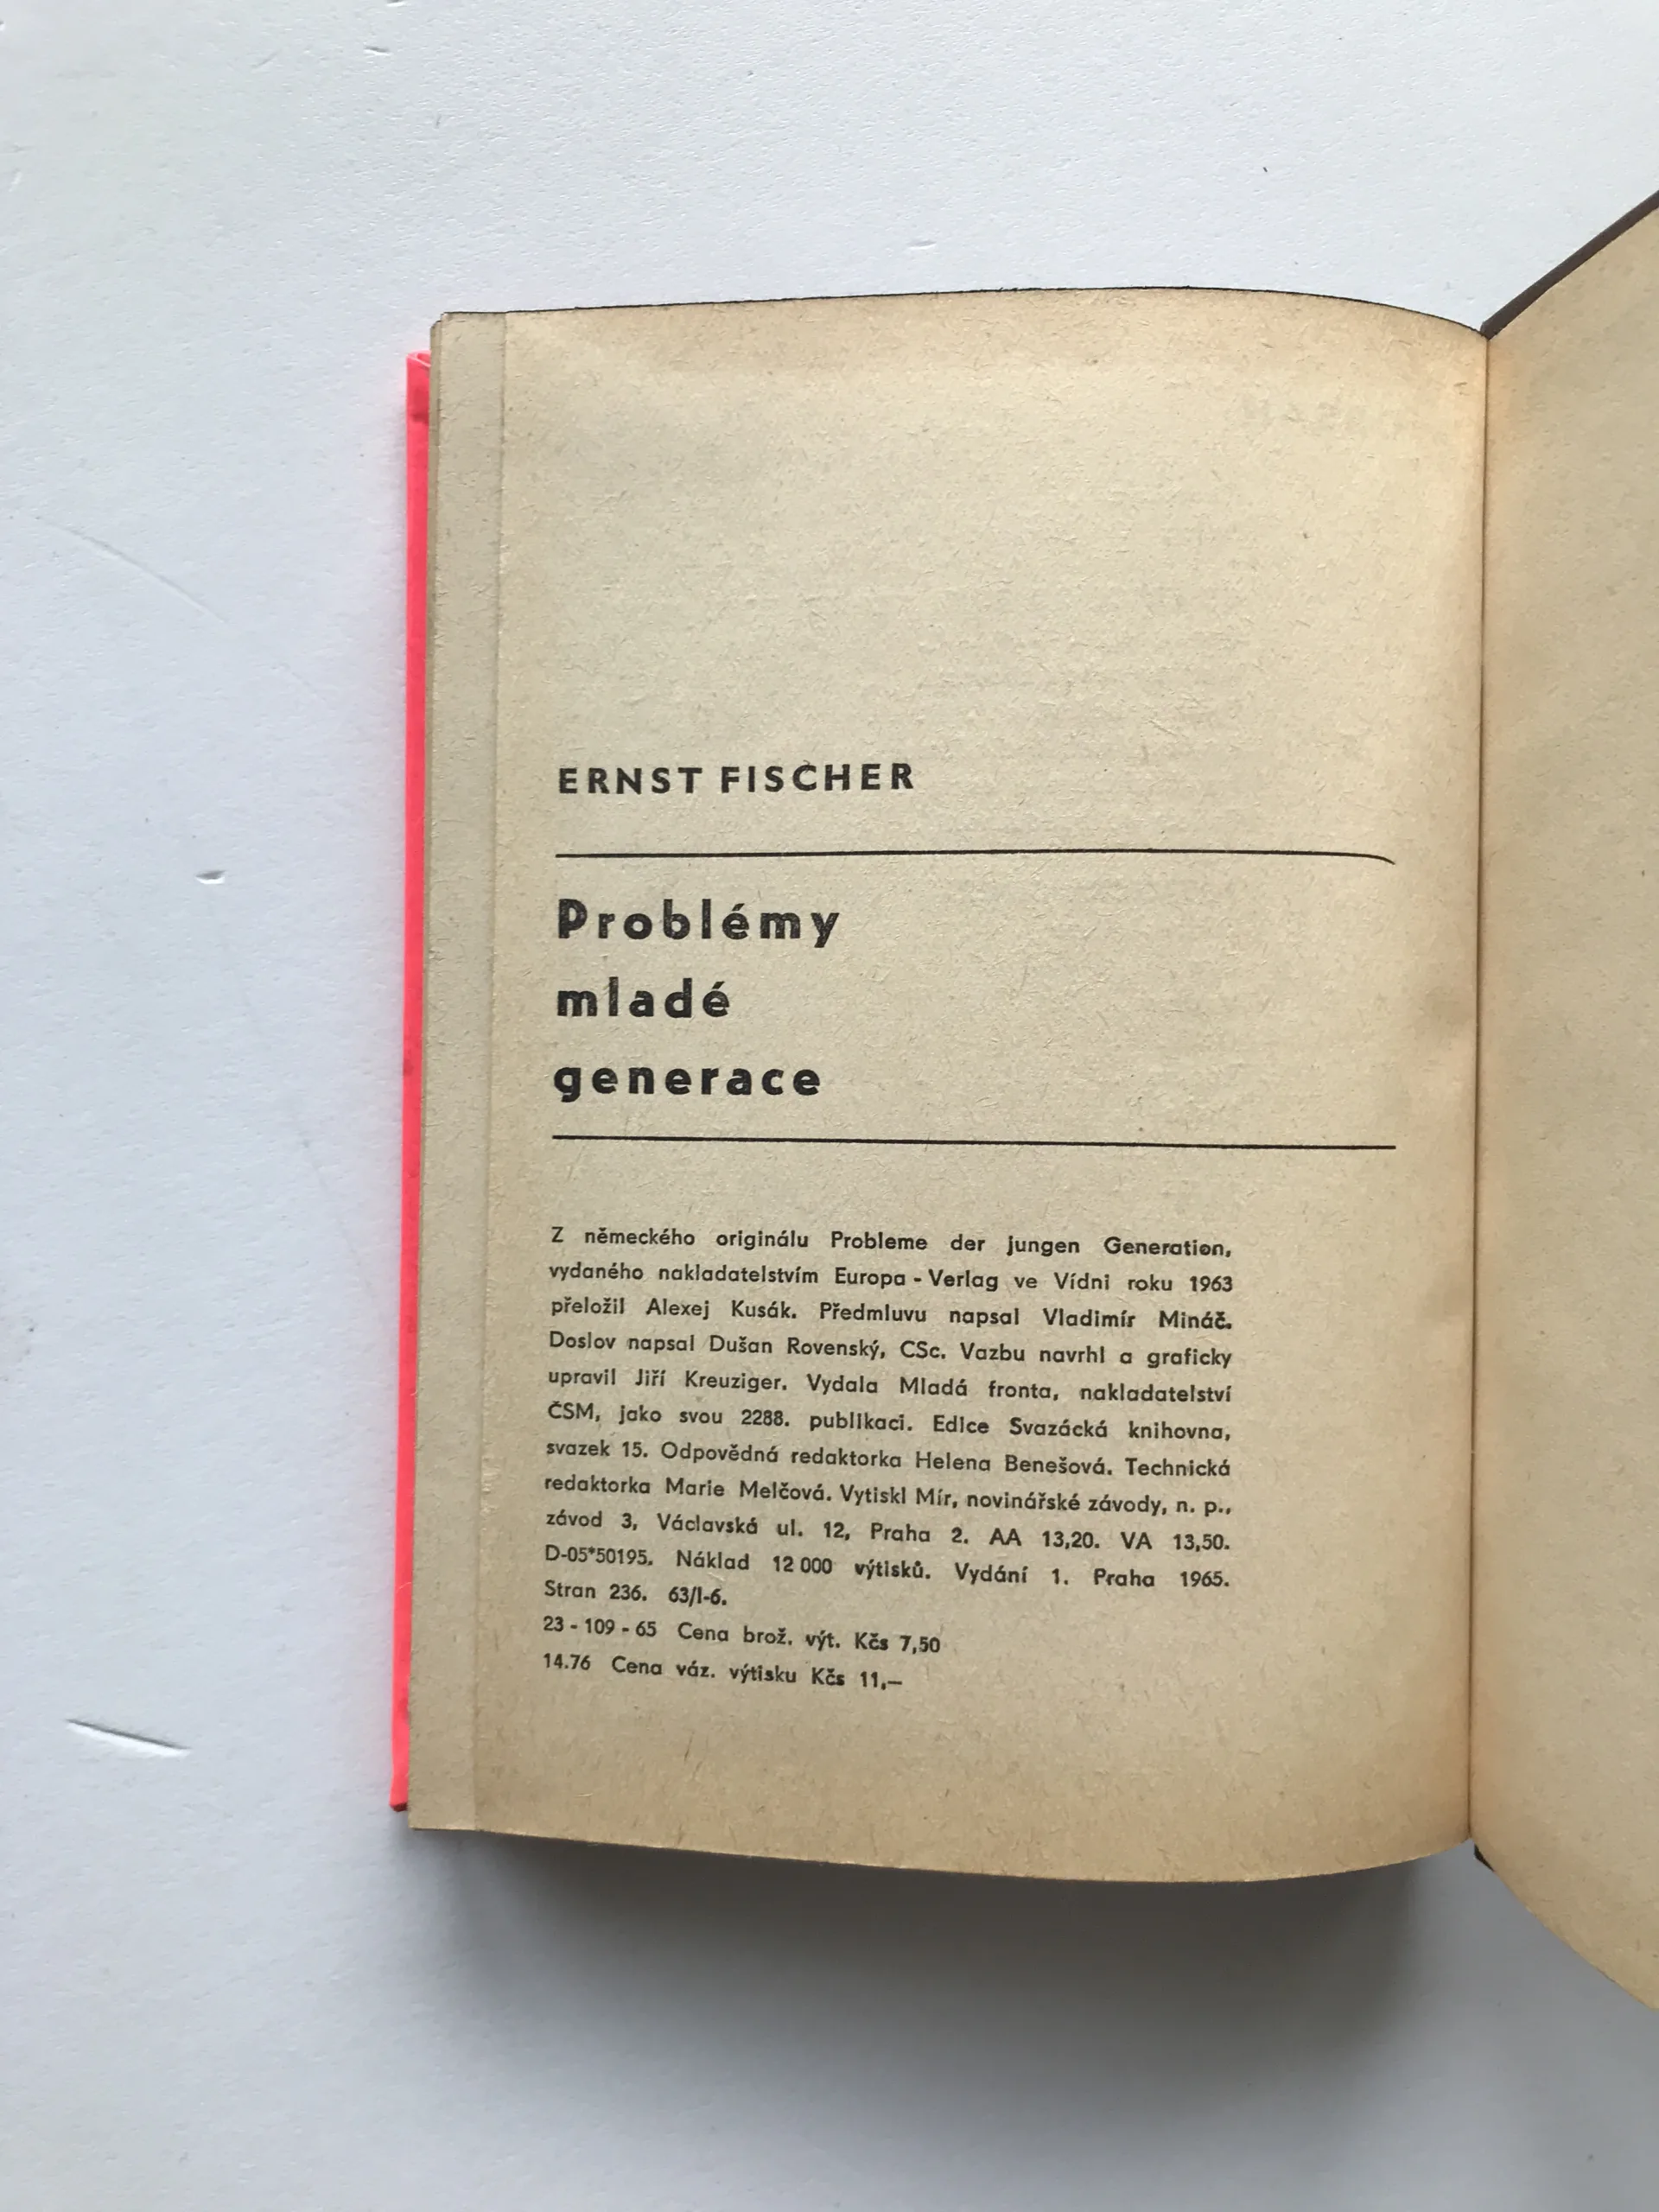 ERNST FISCHER
Problémy
mladé
generace
Z německého originálu Probleme der jungen Generation,
vydaného nakladatelstvím Europa - Verlag ve Vídni roku 1963
přeložil Alexej Kusák. Předmluvu napsal Vladimír Mináč.
Doslov napsal Dušan Rovenský, CSc. Vazbu navrhl a graficky
upravil Jiří Kreuziger. Vydala Mladá fronta, nakladatelství
ČSM, jako svou 2288. publikaci. Edice Svazácká knihovna,
svazek 15. Odpovědná redaktorka Helena Benešová. Technická
redaktorka Marie Melčová. Vytiskl Mír, novinářské závody, n. p.,
závod 3, Václavská ul. 12, Praha 2. AA 13,20. VA 13,50.
D-05*50195. Náklad 12 000 výtisků. Vydání 1. Praha 1965.
Stran 236. 63/I-6.
23 - 109 - 65 Cena brož. výt. Kčs 7,50
14.76 Cena váz. výtisku Kčs 11,—